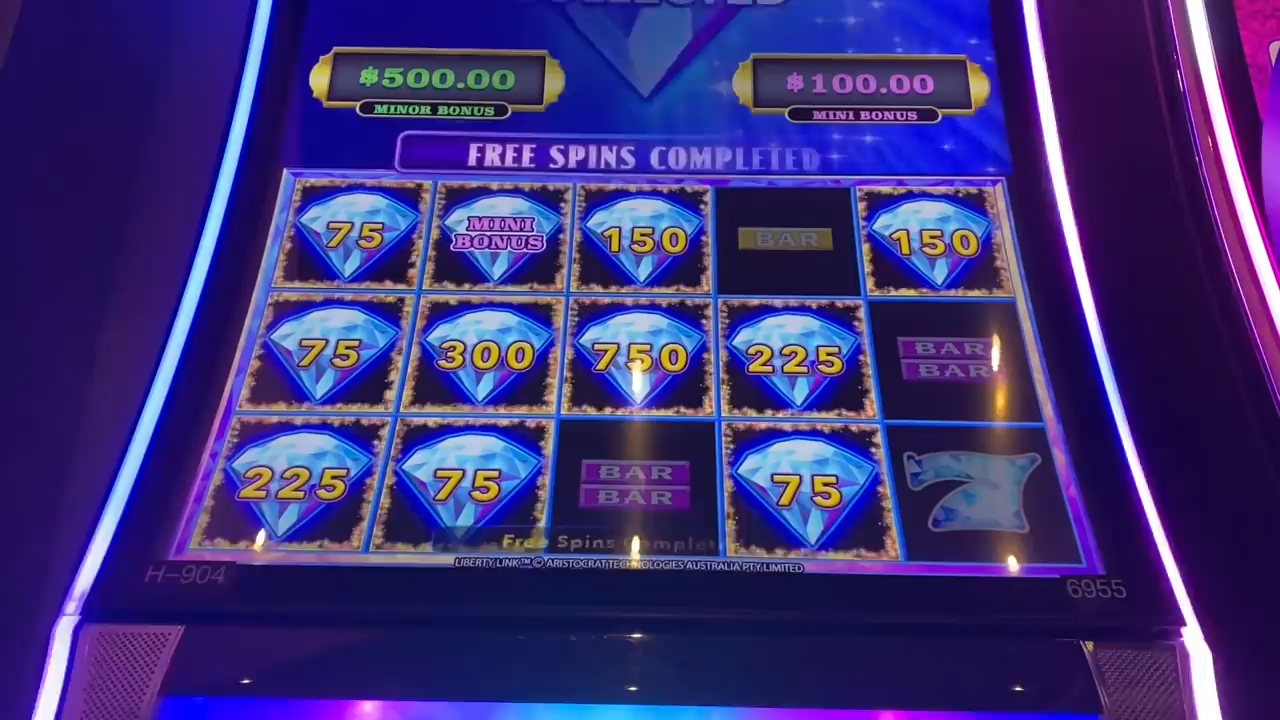 $500.00
MINOR BONUS
$100.00
MINI BONUS
FREE SPINS COMPLETED
75
MINI
BONUS
150
BAR
150
75
300
750
225
BAR
BAR
225
75
BAR
BAR
75
7
Free Spins Complet
LIBERTY LINK™ © ARISTOCRAT TECHNOLOGIES AUSTRALIA PTY LIMITED
H-904
6955